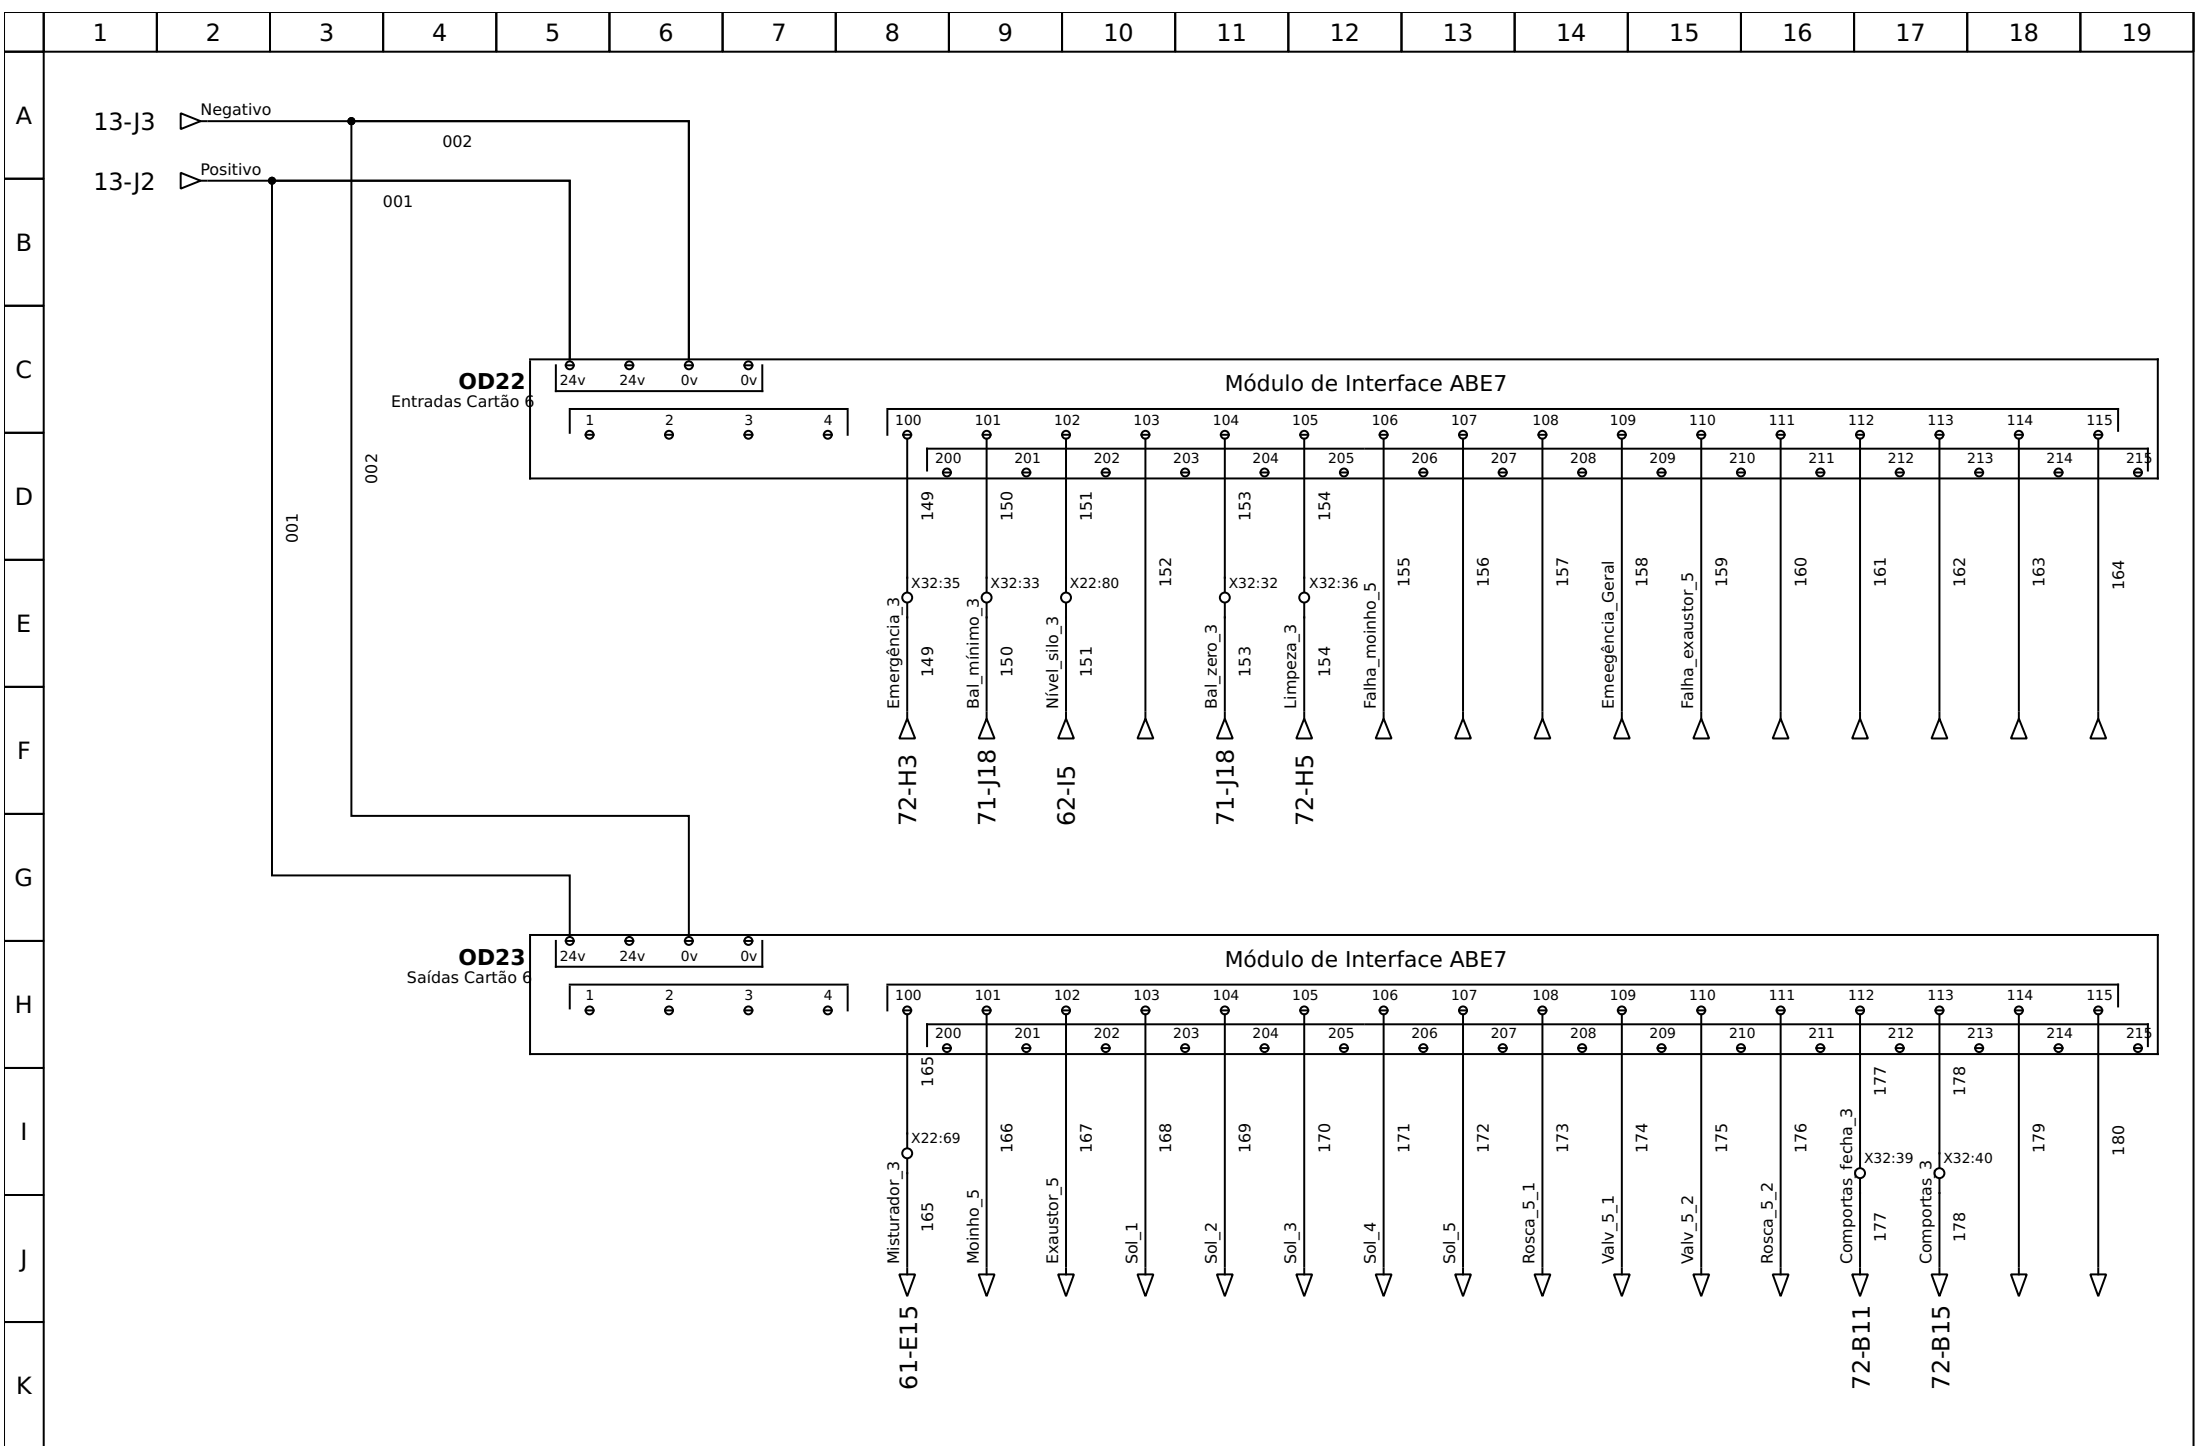 1 2 3 4 5 6 7 8 9 10 11 12 13 14 15 16 17 18 19
A
Negativo
13-J3
002
Positivo
13-J2
001
B
C
OD22
24v 24v 0v 0v
Módulo de Interface ABE7
Entradas Cartão 6
1 2 3 4 100 101 102 103 104 105 106 107 108 109 110 111 112 113 114 115
200 201 202 203 204 205 206 207 208 209 210 211 212 213 214 215
002
D
149 150 151 153 154
001
152 155 156 157 158 159 160 161 162 163 164
X32:35 X32:33 X22:80 X32:32 X32:36
E
Emergência_3 Bal_mínimo_3 Nível_silo_3 Bal_zero_3 Limpeza_3 Falha_moinho_5 Emeegência_Geral Falha_exaustor_5
149 150 151 153 154
F
72-H3 71-J18 62-I5 71-J18 72-H5
G
OD23
24v 24v 0v 0v
Módulo de Interface ABE7
Saídas Cartão 6
H
1 2 3 4 100 101 102 103 104 105 106 107 108 109 110 111 112 113 114 115
200 201 202 203 204 205 206 207 208 209 210 211 212 213 214 215
165 177 178
I
166 167 168 169 170 171 172 173 174 175 176 179 180
X22:69 X32:39 X32:40
Misturador_3 Moinho_5 Exaustor_5 Sol_1 Sol_2 Sol_3 Sol_4 Sol_5 Rosca_5_1 Valv_5_1 Valv_5_2 Rosca_5_2 Comportas_fecha_3 Comportas_3
165 177 178
J
61-E15 72-B11 72-B15
K